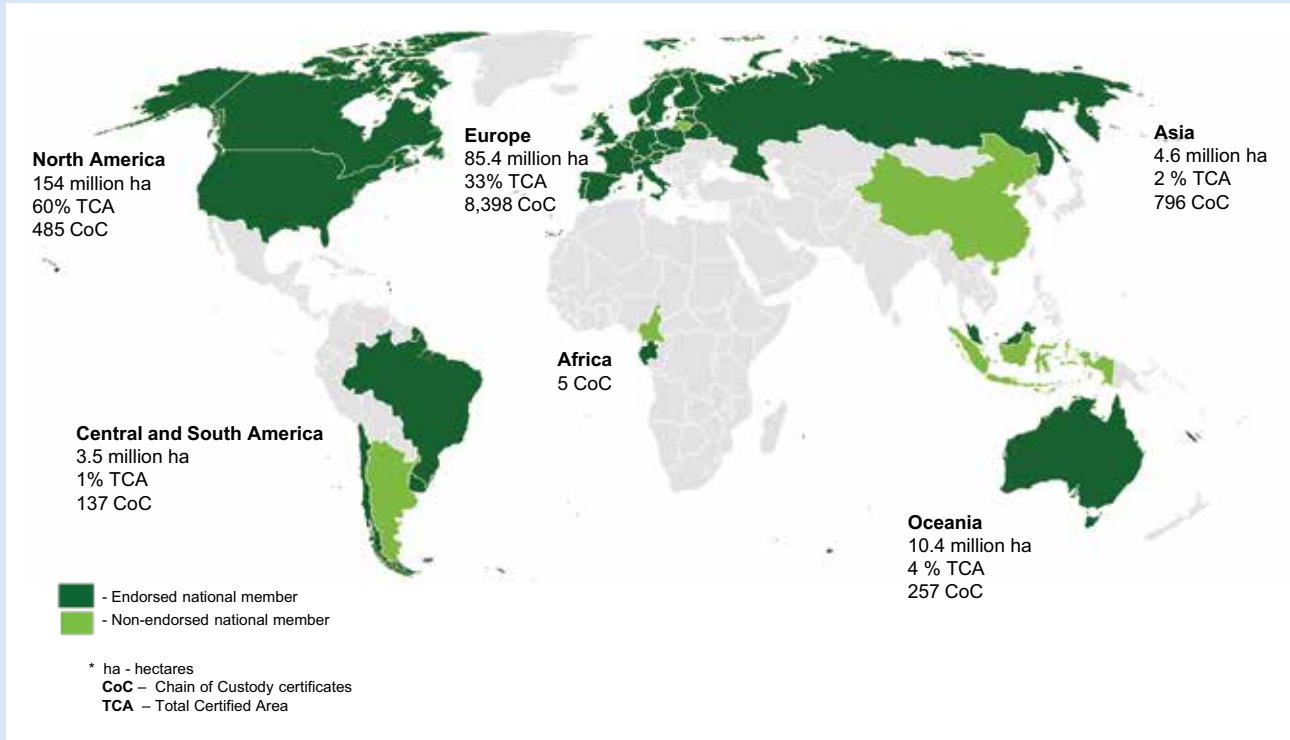 North America
154 million ha
60% TCA
485 CoC
Europe
85.4 million ha
33% TCA
8,398 CoC
Asia
4.6 million ha
2 % TCA
796 CoC
Africa
5 CoC
Central and South America
3.5 million ha
1% TCA
137 CoC
Oceania
10.4 million ha
4 % TCA
257 CoC
- Endorsed national member
- Non-endorsed national member
* ha - hectares
CoC – Chain of Custody certificates
TCA – Total Certified Area